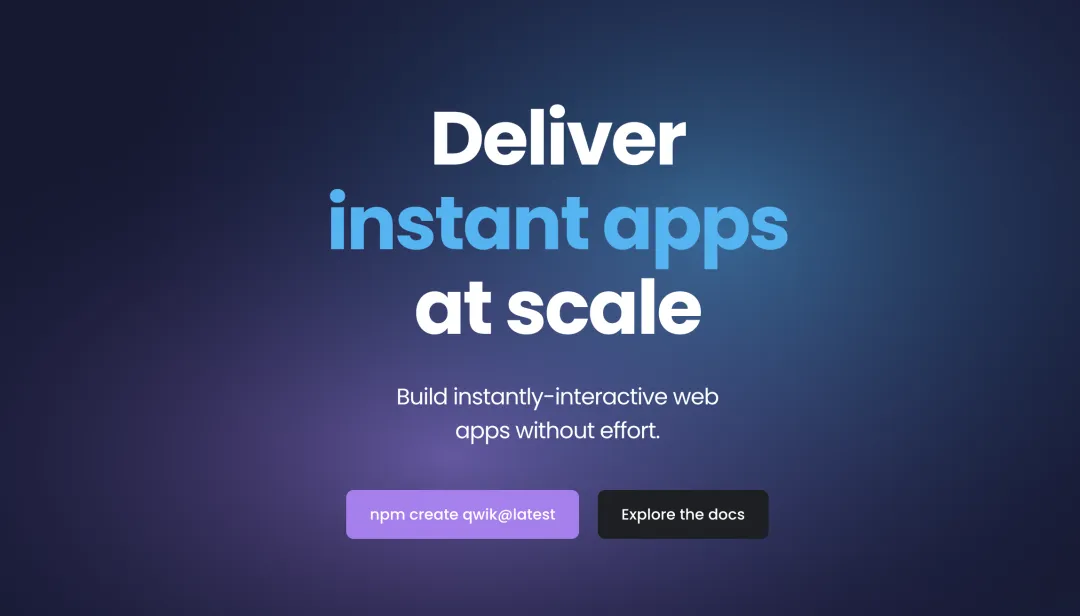 Deliver
instant apps
at scale
Build instantly-interactive web
apps without effort.
npm create qwik@latest
Explore the docs